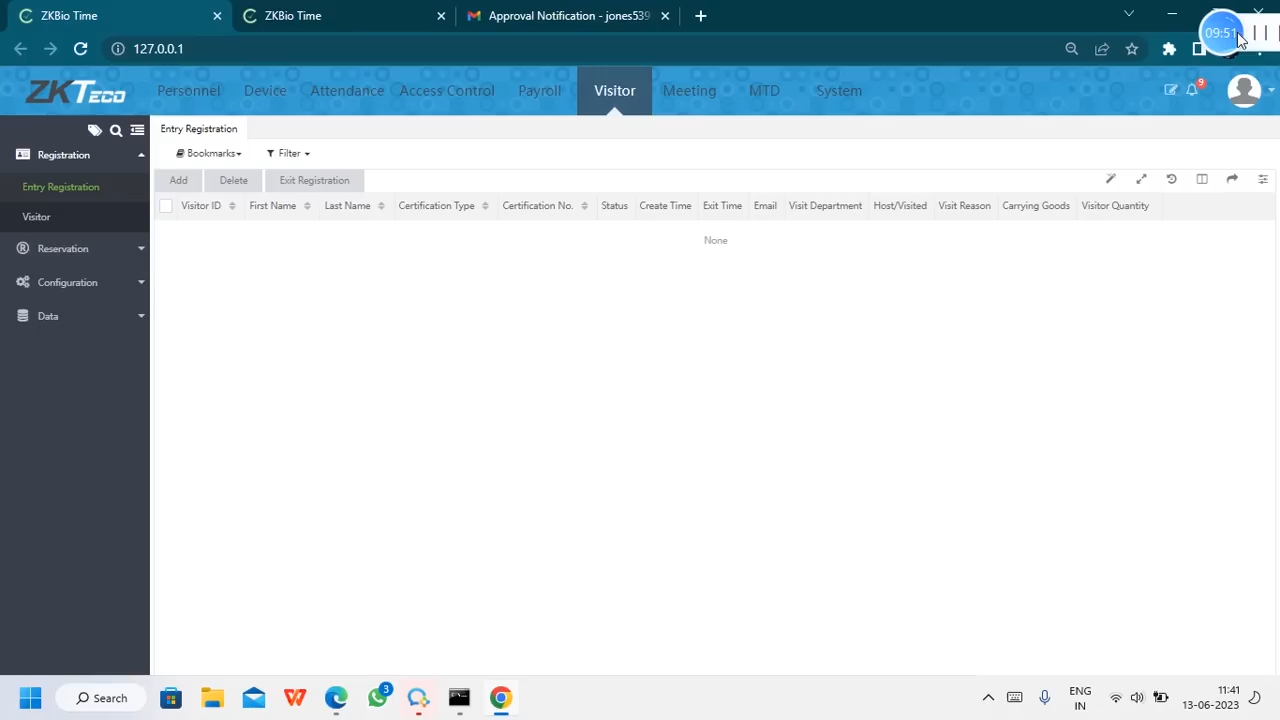 ZKBio Time
ZKBio Time
Approval Notification - jones539
127.0.0.1
09:51
ZKTeco
Personnel Device Attendance Access Control Payroll Visitor Meeting MTD System
9
Entry Registration
Registration
Bookmarks Filter
Entry Registration
Add Delete Exit Registration
Visitor ID First Name Last Name Certification Type Certification No. Status Create Time Exit Time Email Visit Department Host/Visited Visit Reason Carrying Goods Visitor Quantity
Visitor
None
Reservation
Configuration
Data
Search
3
ENG
IN
11:41
13-06-2023